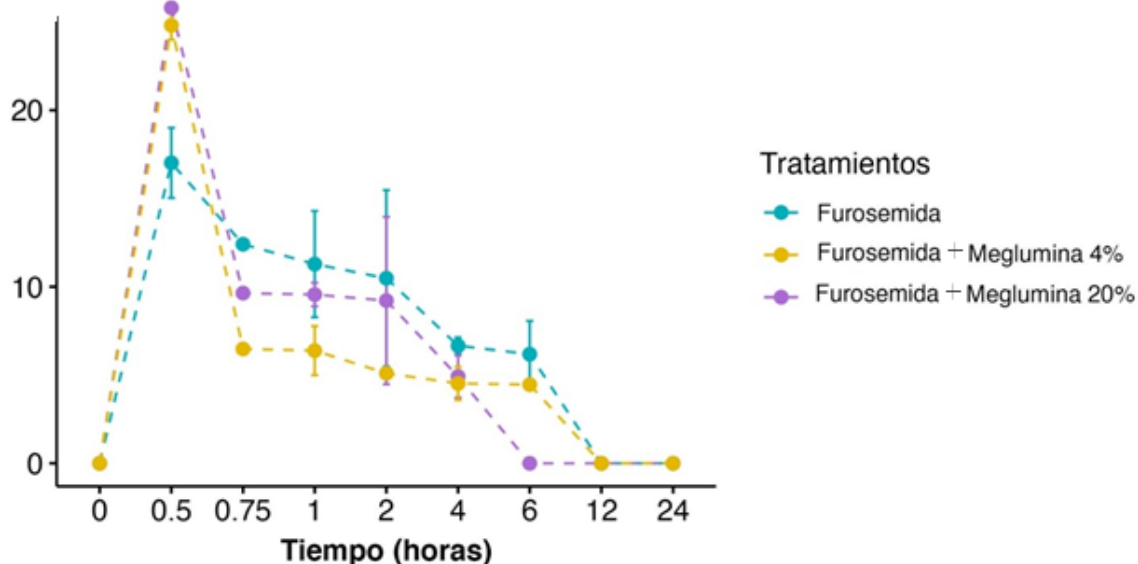 20
10
0
0 0.5 0.75 1 2 4 6 12 24
Tiempo (horas)
Tratamientos
Furosemida
Furosemida + Meglumina 4%
Furosemida + Meglumina 20%